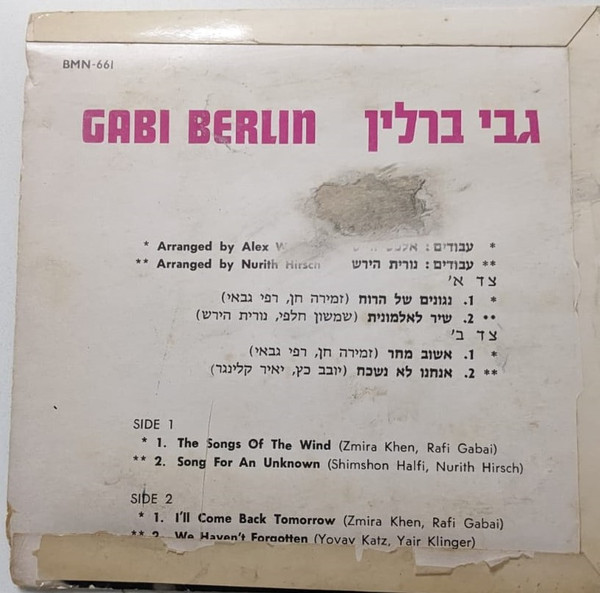 BMN-661
GABI BERLIN גבי ברלין
* Arranged by Alex עבודים: *
** Arranged by Nurith Hirsch עבודים: נורית הירש **
צד א׳
* 1. נגונים של הרוח (זמירה חן, רפי גבאי)
** 2. שיר לאלמונית (שמשון חלפי, נורית הירש)
צד ב׳
* 1. אשוב מחר (זמירה חן, רפי גבאי)
** 2. אנחנו לא נשכח (יובב כץ, יאיר קלינגר)
SIDE 1
* 1. The Songs Of The Wind (Zmira Khen, Rafi Gabai)
** 2. Song For An Unknown (Shimshon Halfi, Nurith Hirsch)
SIDE 2
* 1. I'll Come Back Tomorrow (Zmira Khen, Rafi Gabai)
** 2. We Haven't Forgotten (Yovav Katz, Yair Klinger)